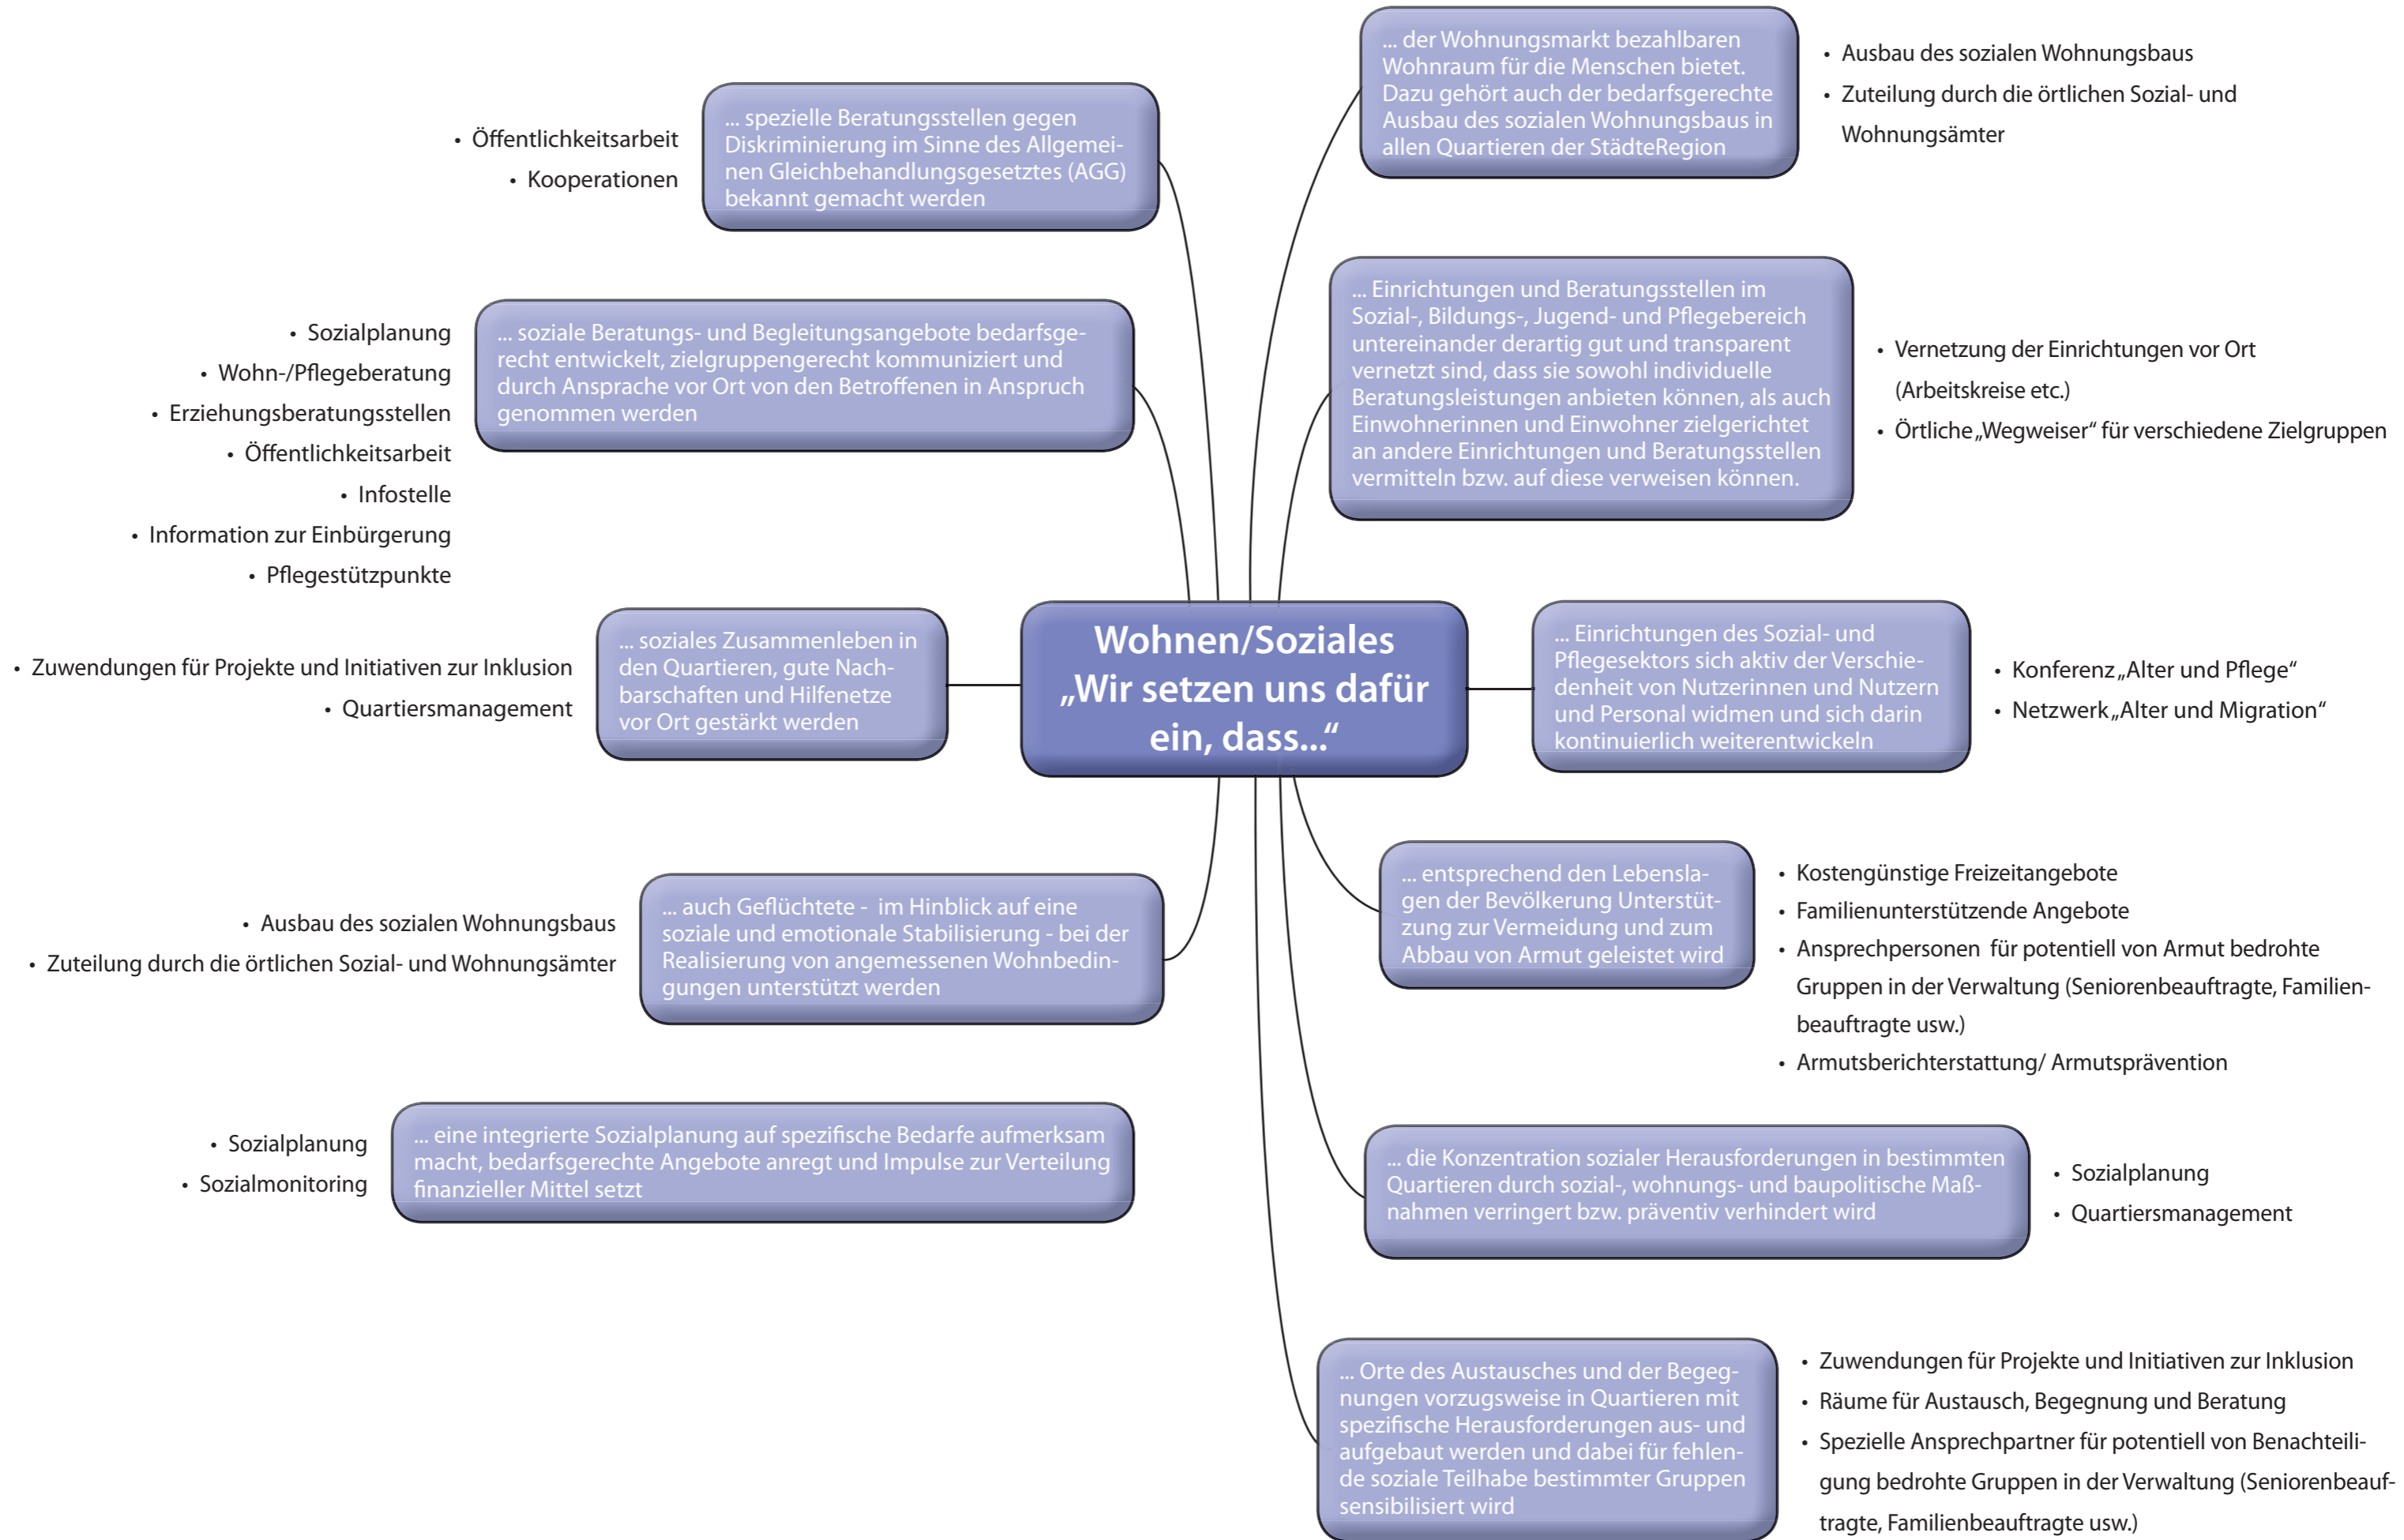 • Öffentlichkeitsarbeit
• Kooperationen
... spezielle Beratungsstellen gegen
Diskriminierung im Sinne des Allgemei-
nen Gleichbehandlungsgesetztes (AGG)
bekannt gemacht werden
• Sozialplanung
• Wohn-/Pflegeberatung
• Erziehungsberatungsstellen
• Öffentlichkeitsarbeit
• Infostelle
• Information zur Einbürgerung
• Pflegestützpunkte
... soziale Beratungs- und Begleitungsangebote bedarfsge-
recht entwickelt, zielgruppengerecht kommuniziert und
durch Ansprache vor Ort von den Betroffenen in Anspruch
genommen werden
• Zuwendungen für Projekte und Initiativen zur Inklusion
• Quartiersmanagement
... soziales Zusammenleben in
den Quartieren, gute Nach-
barschaften und Hilfenetze
vor Ort gestärkt werden
• Ausbau des sozialen Wohnungsbaus
• Zuteilung durch die örtlichen Sozial- und Wohnungsämter
... auch Geflüchtete - im Hinblick auf eine
soziale und emotionale Stabilisierung - bei der
Realisierung von angemessenen Wohnbedin-
gungen unterstützt werden
• Sozialplanung
• Sozialmonitoring
... eine integrierte Sozialplanung auf spezifische Bedarfe aufmerksam
macht, bedarfsgerechte Angebote anregt und Impulse zur Verteilung
finanzieller Mittel setzt
Wohnen/Soziales
„Wir setzen uns dafür
ein, dass...“
... der Wohnungsmarkt bezahlbaren
Wohnraum für die Menschen bietet.
Dazu gehört auch der bedarfsgerechte
Ausbau des sozialen Wohnungsbaus in
allen Quartieren der StädteRegion
• Ausbau des sozialen Wohnungsbaus
• Zuteilung durch die örtlichen Sozial- und
Wohnungsämter
... Einrichtungen und Beratungsstellen im
Sozial-, Bildungs-, Jugend- und Pflegebereich
untereinander derartig gut und transparent
vernetzt sind, dass sie sowohl individuelle
Beratungsleistungen anbieten können, als auch
Einwohnerinnen und Einwohner zielgerichtet
an andere Einrichtungen und Beratungsstellen
vermitteln bzw. auf diese verweisen können.
• Vernetzung der Einrichtungen vor Ort
(Arbeitskreise etc.)
• Örtliche „Wegweiser“ für verschiedene Zielgruppen
... Einrichtungen des Sozial- und
Pflegesektors sich aktiv der Verschie-
denheit von Nutzerinnen und Nutzern
und Personal widmen und sich darin
kontinuierlich weiterentwickeln
• Konferenz „Alter und Pflege“
• Netzwerk „Alter und Migration“
... entsprechend den Lebensla-
gen der Bevölkerung Unterstüt-
zung zur Vermeidung und zum
Abbau von Armut geleistet wird
• Kostengünstige Freizeitangebote
• Familienunterstützende Angebote
• Ansprechpersonen für potentiell von Armut bedrohte
Gruppen in der Verwaltung (Seniorenbeauftragte, Familien-
beauftragte usw.)
• Armutsberichterstattung/ Armutsprävention
... die Konzentration sozialer Herausforderungen in bestimmten
Quartieren durch sozial-, wohnungs- und baupolitische Maß-
nahmen verringert bzw. präventiv verhindert wird
• Sozialplanung
• Quartiersmanagement
... Orte des Austausches und der Begeg-
nungen vorzugsweise in Quartieren mit
spezifische Herausforderungen aus- und
aufgebaut werden und dabei für fehlen-
de soziale Teilhabe bestimmter Gruppen
sensibilisiert wird
• Zuwendungen für Projekte und Initiativen zur Inklusion
• Räume für Austausch, Begegnung und Beratung
• Spezielle Ansprechpartner für potentiell von Benachteili-
gung bedrohte Gruppen in der Verwaltung (Seniorenbeauf-
tragte, Familienbeauftragte usw.)